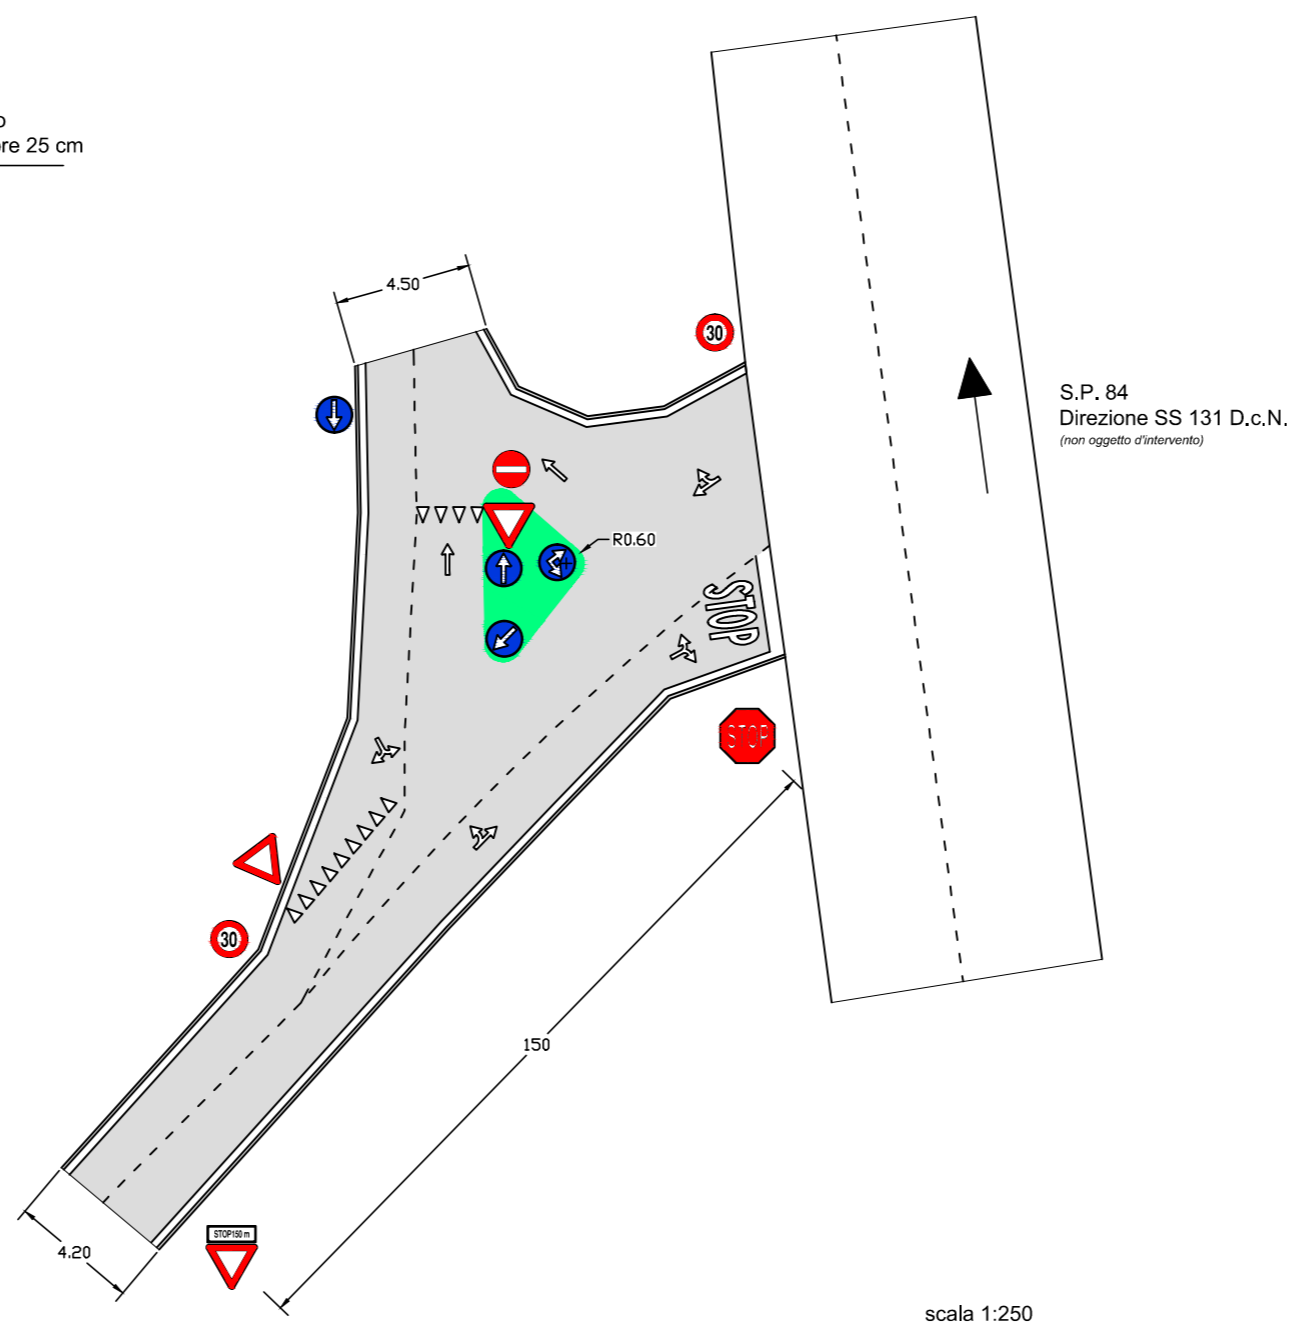 o
re 25 cm
4.50
30
S.P. 84
Direzione SS 131 D.c.N.
(non oggetto d'intervento)
R0.60
STOP
STOP
30
150
STOP150 m
4.20
scala 1:250